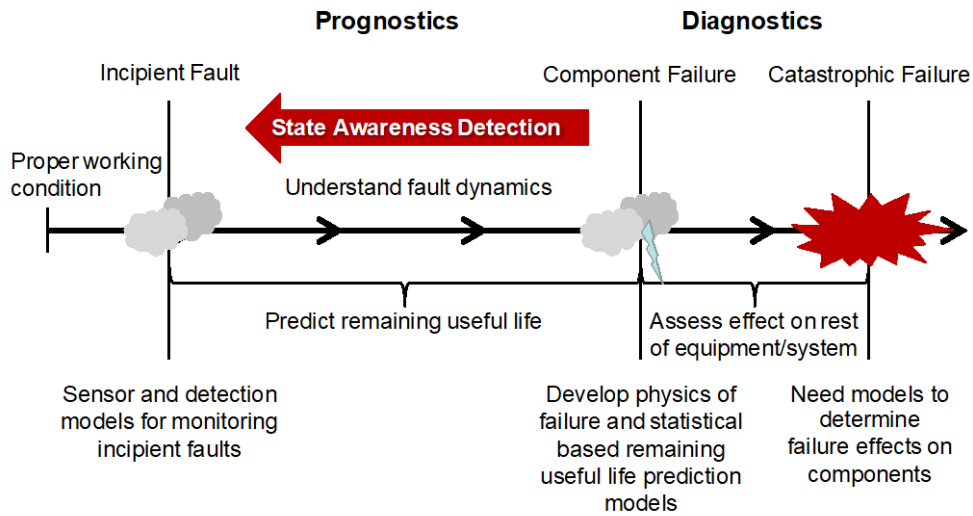 Prognostics
Diagnostics
Incipient Fault
Component Failure
Catastrophic Failure
State Awareness Detection
Proper working
condition
Understand fault dynamics
Predict remaining useful life
Assess effect on rest
of equipment/system
Sensor and detection
models for monitoring
incipient faults
Develop physics of
failure and statistical
based remaining
useful life prediction
models
Need models to
determine
failure effects on
components